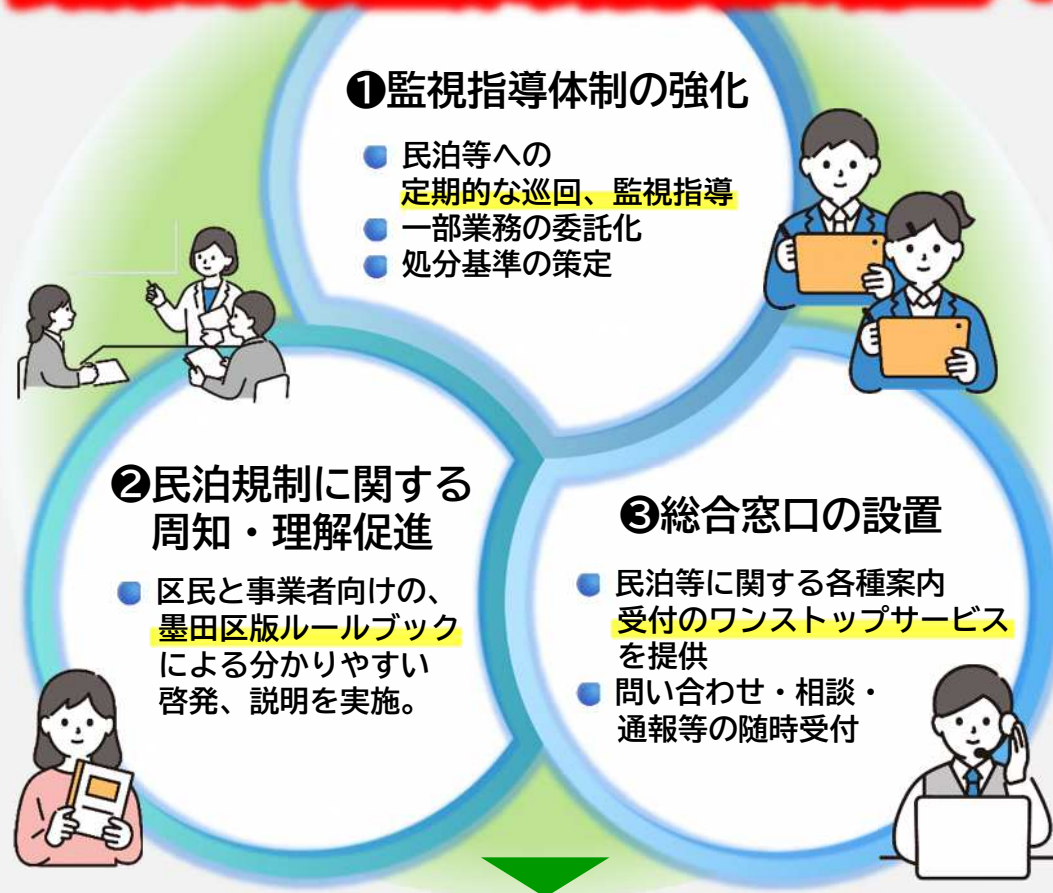 ❶監視指導体制の強化
民泊等への
定期的な巡回、監視指導
一部業務の委託化
処分基準の策定
❷民泊規制に関する
周知・理解促進
区民と事業者向けの、
墨田区版ルールブック
による分かりやすい
啓発、説明を実施。
❸総合窓口の設置
民泊等に関する各種案内
受付のワンストップサービス
を提供
問い合わせ・相談・
通報等の随時受付